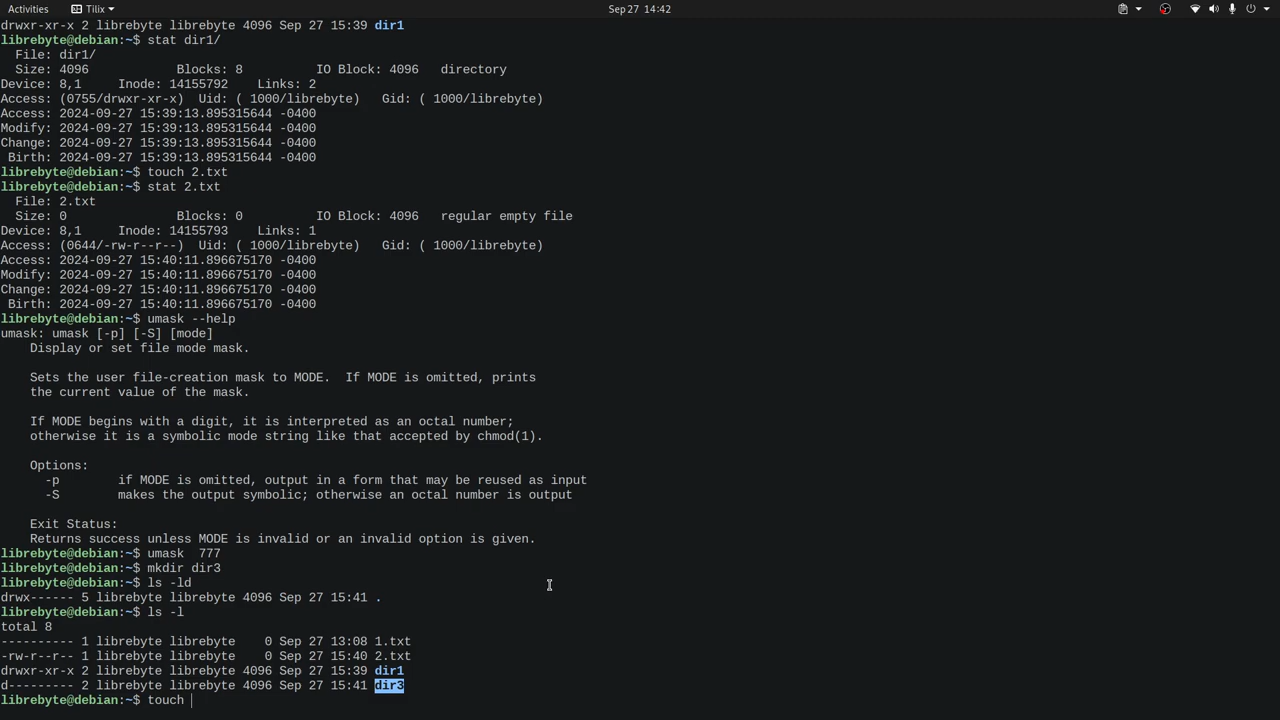 Activities Tilix Sep 27 14:42
drwxr-xr-x 2 librebyte librebyte 4096 Sep 27 15:39 dir1
librebyte@debian:~$ stat dir1/
  File: dir1/
  Size: 4096            Blocks: 8          IO Block: 4096   directory
Device: 8,1     Inode: 14155792    Links: 2
Access: (0755/drwxr-xr-x)  Uid: ( 1000/librebyte)   Gid: ( 1000/librebyte)
Access: 2024-09-27 15:39:13.895315644 -0400
Modify: 2024-09-27 15:39:13.895315644 -0400
Change: 2024-09-27 15:39:13.895315644 -0400
 Birth: 2024-09-27 15:39:13.895315644 -0400
librebyte@debian:~$ touch 2.txt
librebyte@debian:~$ stat 2.txt
  File: 2.txt
  Size: 0               Blocks: 0          IO Block: 4096   regular empty file
Device: 8,1     Inode: 14155793    Links: 1
Access: (0644/-rw-r--r--)  Uid: ( 1000/librebyte)   Gid: ( 1000/librebyte)
Access: 2024-09-27 15:40:11.896675170 -0400
Modify: 2024-09-27 15:40:11.896675170 -0400
Change: 2024-09-27 15:40:11.896675170 -0400
 Birth: 2024-09-27 15:40:11.896675170 -0400
librebyte@debian:~$ umask --help
umask: umask [-p] [-S] [mode]
    Display or set file mode mask.
    Sets the user file-creation mask to MODE.  If MODE is omitted, prints
    the current value of the mask.
    If MODE begins with a digit, it is interpreted as an octal number;
    otherwise it is a symbolic mode string like that accepted by chmod(1).
    Options:
      -p        if MODE is omitted, output in a form that may be reused as input
      -S        makes the output symbolic; otherwise an octal number is output
    Exit Status:
    Returns success unless MODE is invalid or an invalid option is given.
librebyte@debian:~$ umask  777
librebyte@debian:~$ mkdir dir3
librebyte@debian:~$ ls -ld
drwx------ 5 librebyte librebyte 4096 Sep 27 15:41 .
librebyte@debian:~$ ls -l
total 8
---------- 1 librebyte librebyte    0 Sep 27 13:08 1.txt
-rw-r--r-- 1 librebyte librebyte    0 Sep 27 15:40 2.txt
drwxr-xr-x 2 librebyte librebyte 4096 Sep 27 15:39 dir1
d--------- 2 librebyte librebyte 4096 Sep 27 15:41 dir3
librebyte@debian:~$ touch